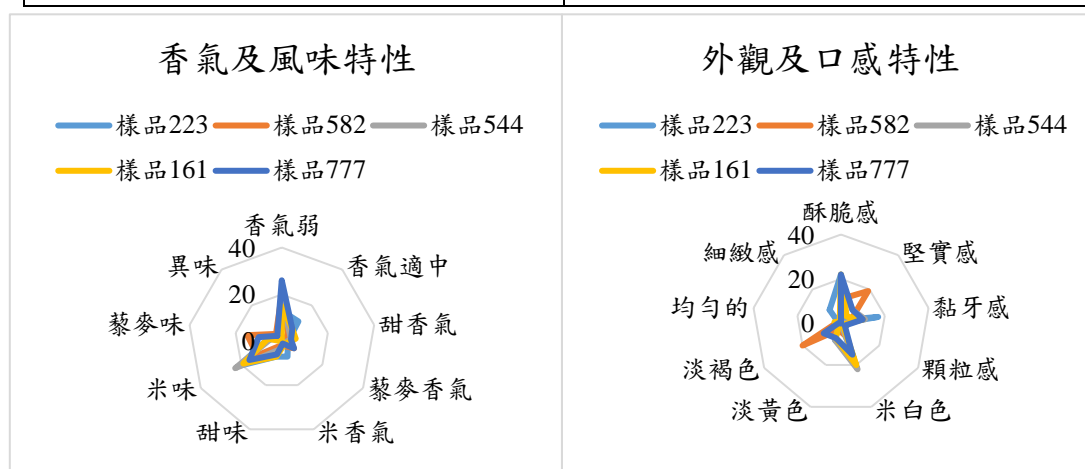 香氣及風味特性
樣品223 樣品582 樣品544
樣品161 樣品777
香氣弱
香氣適中
甜香氣
藜麥香氣
米香氣
甜味
米味
藜麥味
異味
40
20
0
外觀及口感特性
樣品223 樣品582 樣品544
樣品161 樣品777
酥脆感
堅實感
黏牙感
顆粒感
米白色
淡黃色
淡褐色
均勻的
細緻感
40
20
0